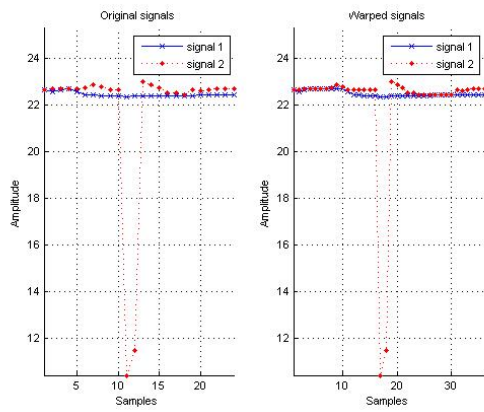 Original signals
signal 1
signal 2
Amplitude
24
22
20
18
16
14
12
5
10
15
20
Samples
Warped signals
signal 1
signal 2
Amplitude
24
22
20
18
16
14
12
10
20
30
Samples